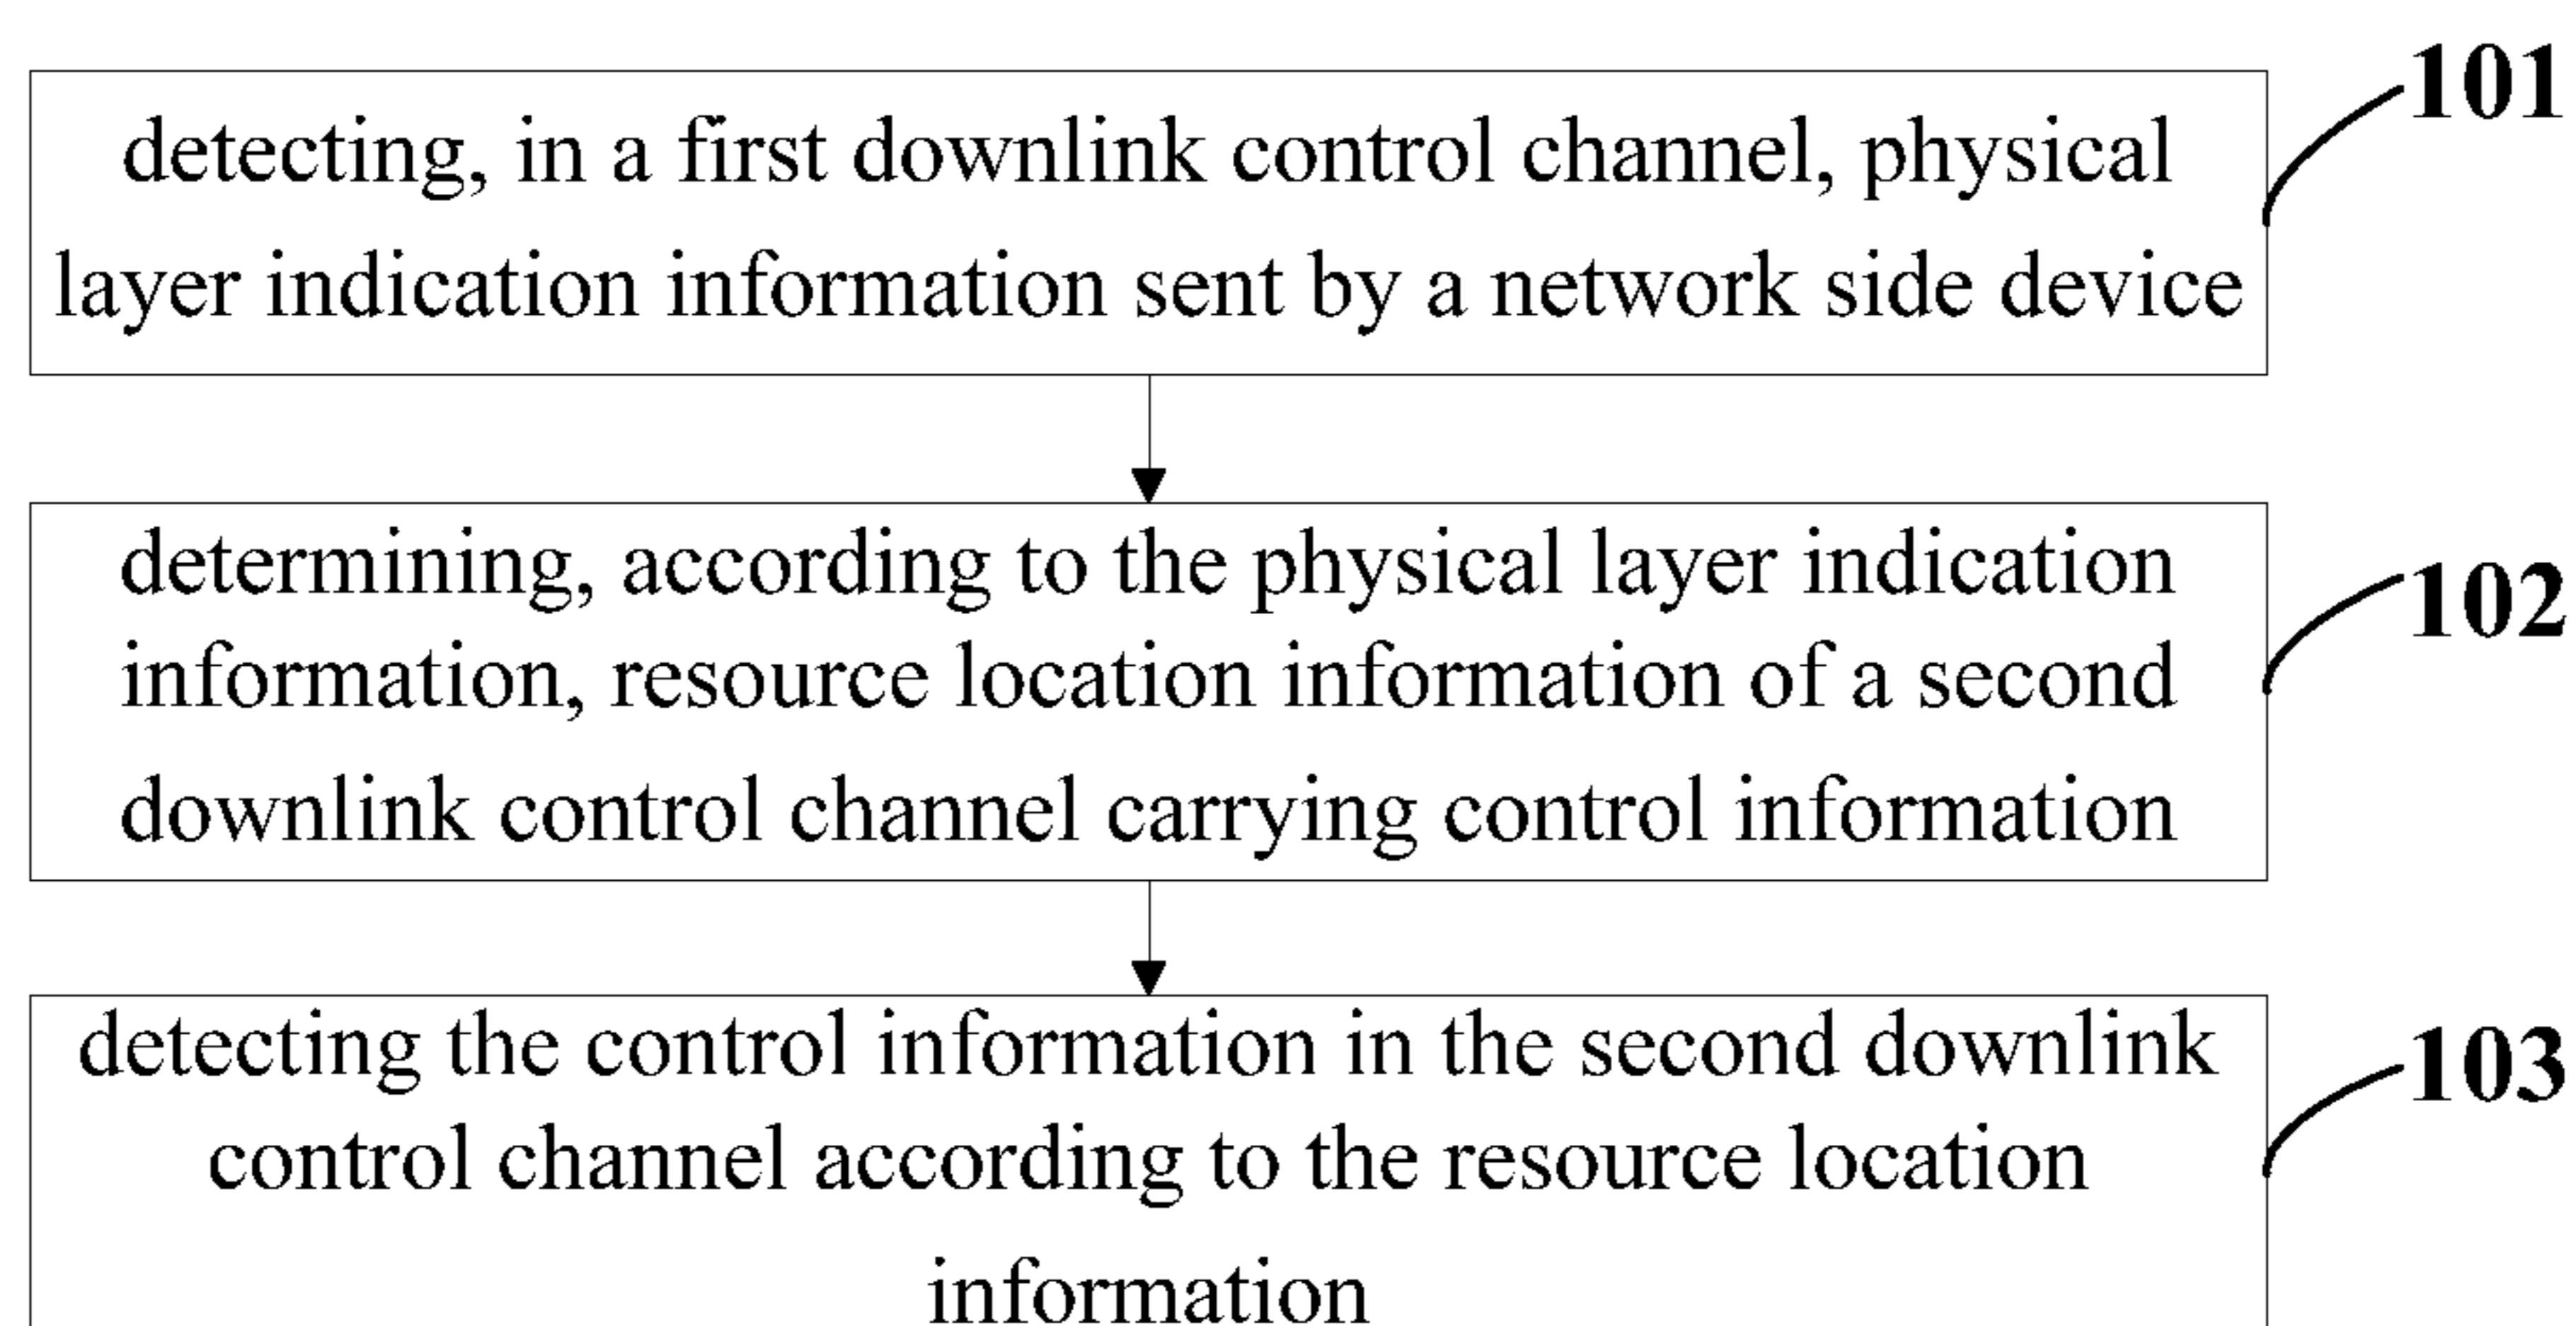 101
detecting, in a first downlink control channel, physical
layer indication information sent by a network side device
determining, according to the physical layer indication
102
information, resource location information of a second
downlink control channel carrying control information
detecting the control information in the second downlink
103
control channel according to the resource location
information